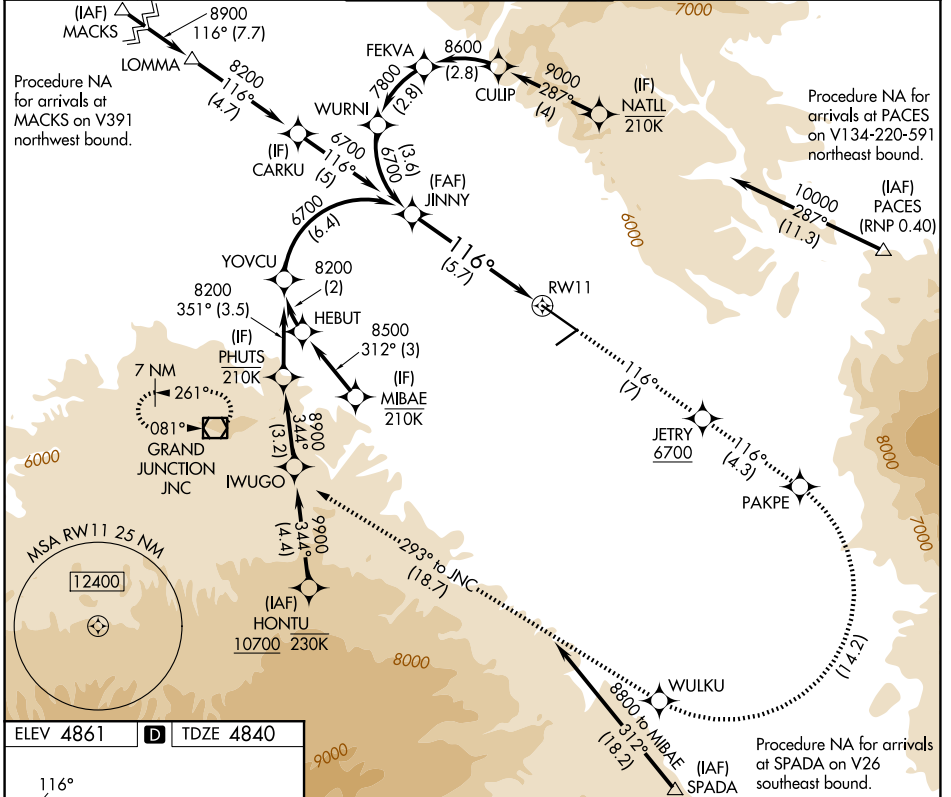 (IAF)
MACKS
8900
116° (7.7)
LOMMA
8200
116°
(4.7)
Procedure NA
for arrivals at
MACKS on V391
northwest bound.
(IF)
CARKU
6700
116°
(5)
FEKVA
8600
(2.8)
CULIP
7800
(2.8)
WURNI
(3.6)
6700
9000
287°
(4)
(IF)
NATLL
210K
7000
Procedure NA for
arrivals at PACES
on V134-220-591
northeast bound.
10000
287°
(11.3)
(IAF)
PACES
(RNP 0.40)
6000
(FAF)
JINNY
6700
(6.4)
116°
(5.7)
RW11
YOVCU
8200
(2)
8200
351° (3.5)
HEBUT
8500
312° (3)
(IF)
PHUTS
210K
(IF)
MIBAE
210K
7 NM
261°
081°
GRAND
JUNCTION
JNC
6000
8900
344°
(3.2)
IWUGO
9900
344°
(4.4)
(IAF)
HONTU
10700 230K
116°
(7)
JETRY
6700
116°
(4.3)
PAKPE
8000
7000
293° to JNC
(18.7)
(14.2)
WULKU
8800 to MIBAE
312°
(18.2)
(IAF)
SPADA
Procedure NA for arrivals
at SPADA on V26
southeast bound.
MSA RW11 25 NM
12400
8000
9000
ELEV 4861 D TDZE 4840
116°